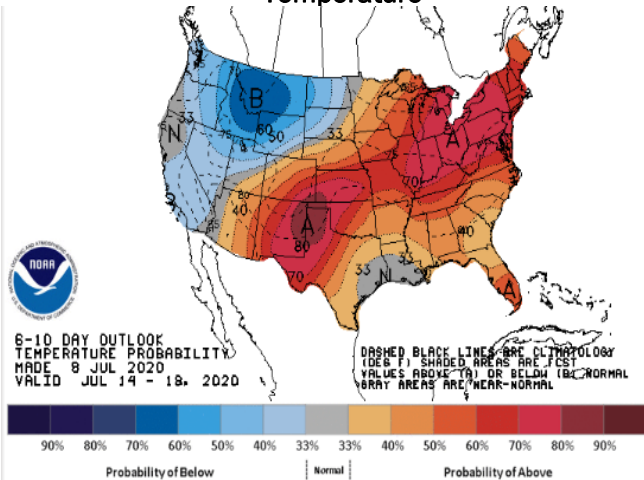 Temperature
B
N
33
60
50
33
75
70
A
80
40
A
80
70
33
33
N
40
A
NOAA
6-10 DAY OUTLOOK
TEMPERATURE PROBABILITY
MADE 8 JUL 2020
VALID JUL 14 - 18, 2020
DASHED BLACK LINES ARE CLIMATOLOGY
(DEG F) SHADED AREAS ARE FCST
VALUES ABOVE (A) OR BELOW (B) NORMAL
GRAY AREAS ARE NEAR-NORMAL
90% 80% 70% 60% 50% 40% 33% 33% 40% 50% 60% 70% 80% 90%
Probability of Below Normal Probability of Above